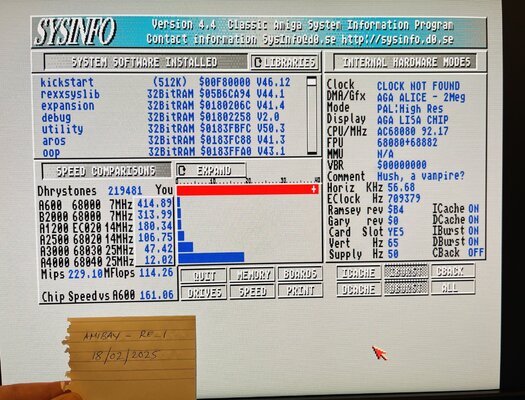 SYSINFO
Version 4.4 Classic Amiga System Information Program
Contact information SysInfo@d0.se http://sysinfo.d0.se
SYSTEM SOFTWARE INSTALLED LIBRARIES
kickstart (512K) $00F80000 V46.12
rexxsyslib 32BitRAM $05B6CA94 V44.1
expansion 32BitRAM $0180206C V41.4
debug 32BitRAM $01802258 V2.0
utility 32BitRAM $0183FBFC V50.3
aros 32BitRAM $0183FC88 V41.3
oop 32BitRAM $0183FFA0 V43.1
INTERNAL HARDWARE MODES
Clock CLOCK NOT FOUND
DMA/Gfx AGA ALICE - 2Meg
Mode PAL:High Res
Display AGA LISA CHIP
CPU/MHz AC68080 92.17
FPU 68080+68882
MMU N/A
VBR $00000000
Comment Hush, a vampire?
Horiz KHz 56.68
EClock Hz 709379
Ramsey rev $B4 ICache ON
Gary rev $D0 DCache ON
Card Slot YES IBurst ON
Vert Hz 65 DBurst ON
Supply Hz 50 CBack OFF
SPEED COMPARISONS EXPAND
Dhrystones 219481 You
A600 68000 7MHz 414.89
B2000 68000 7MHz 313.99
A1200 EC020 14MHz 180.34
A2500 68020 14MHz 106.75
A3000 68030 25MHz 47.42
A4000 68040 25MHz 12.02
Mips 229.10 MFlops 114.26
Chip Speed vs A600 161.06
QUIT MEMORY BOARDS
DRIVES SPEED PRINT
ICACHE IBURST CBACK
DCACHE DBURST ALL
AMIBAY - RE_1
18/02/2025